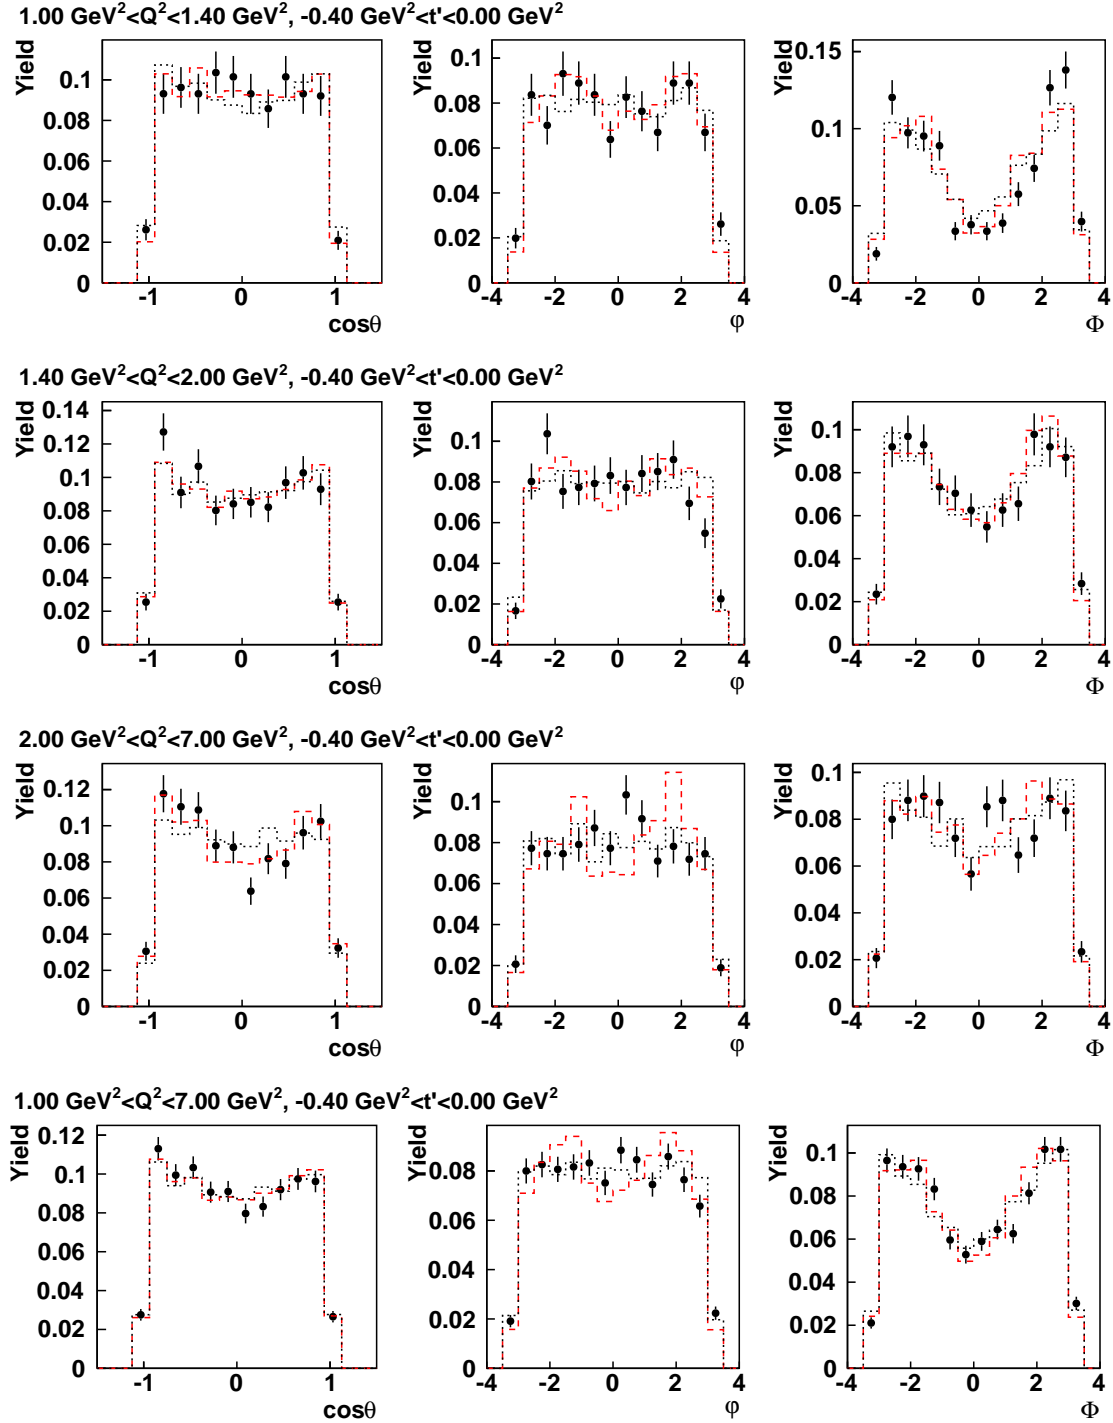 1.00 GeV²<Q²<1.40 GeV², -0.40 GeV²<t'<0.00 GeV²
Yield
0.1
0.08
0.06
0.04
0.02
0
-1 0 1
cosθ
Yield
0.1
0.08
0.06
0.04
0.02
0
-4 -2 0 2 4
φ
Yield
0.15
0.1
0.05
0
-4 -2 0 2 4
Φ
1.40 GeV²<Q²<2.00 GeV², -0.40 GeV²<t'<0.00 GeV²
Yield
0.14
0.12
0.1
0.08
0.06
0.04
0.02
0
-1 0 1
cosθ
Yield
0.1
0.08
0.06
0.04
0.02
0
-4 -2 0 2 4
φ
Yield
0.1
0.08
0.06
0.04
0.02
0
-4 -2 0 2 4
Φ
2.00 GeV²<Q²<7.00 GeV², -0.40 GeV²<t'<0.00 GeV²
Yield
0.12
0.1
0.08
0.06
0.04
0.02
0
-1 0 1
cosθ
Yield
0.1
0.08
0.06
0.04
0.02
0
-4 -2 0 2 4
φ
Yield
0.1
0.08
0.06
0.04
0.02
0
-4 -2 0 2 4
Φ
1.00 GeV²<Q²<7.00 GeV², -0.40 GeV²<t'<0.00 GeV²
Yield
0.12
0.1
0.08
0.06
0.04
0.02
0
-1 0 1
cosθ
Yield
0.08
0.06
0.04
0.02
0
-4 -2 0 2 4
φ
Yield
0.1
0.08
0.06
0.04
0.02
0
-4 -2 0 2 4
Φ